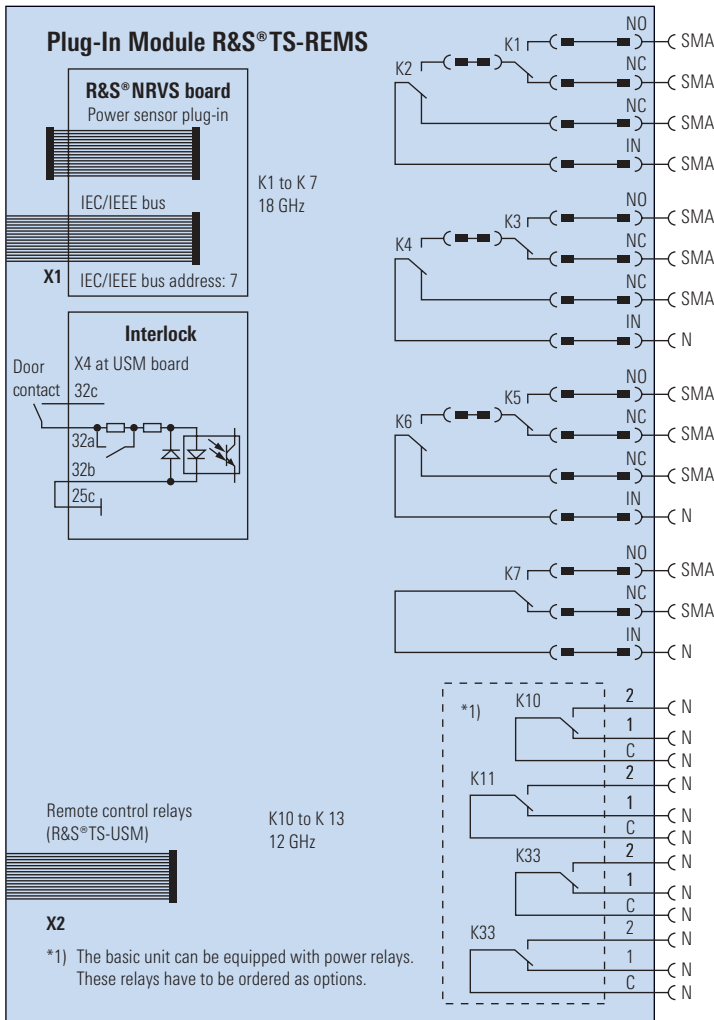 Plug-In Module R&S®TS-REMS
R&S®NRVS board
Power sensor plug-in
IEC/IEEE bus
X1
IEC/IEEE bus address: 7
K1 to K 7
18 GHz
Interlock
X4 at USM board
Door
contact
32c
32a
32b
25c
K1
K2
NO
SMA
NC
SMA
NC
SMA
IN
SMA
K3
K4
NO
SMA
NC
SMA
NC
SMA
IN
N
K5
K6
NO
SMA
NC
SMA
NC
SMA
IN
N
K7
NO
SMA
NC
SMA
IN
N
*1)
K10
2
N
1
N
C
N
K11
2
N
1
N
C
N
K33
2
N
1
N
C
N
K33
2
N
1
N
C
N
Remote control relays
(R&S®TS-USM)
K10 to K 13
12 GHz
X2
*1) The basic unit can be equipped with power relays.
These relays have to be ordered as options.